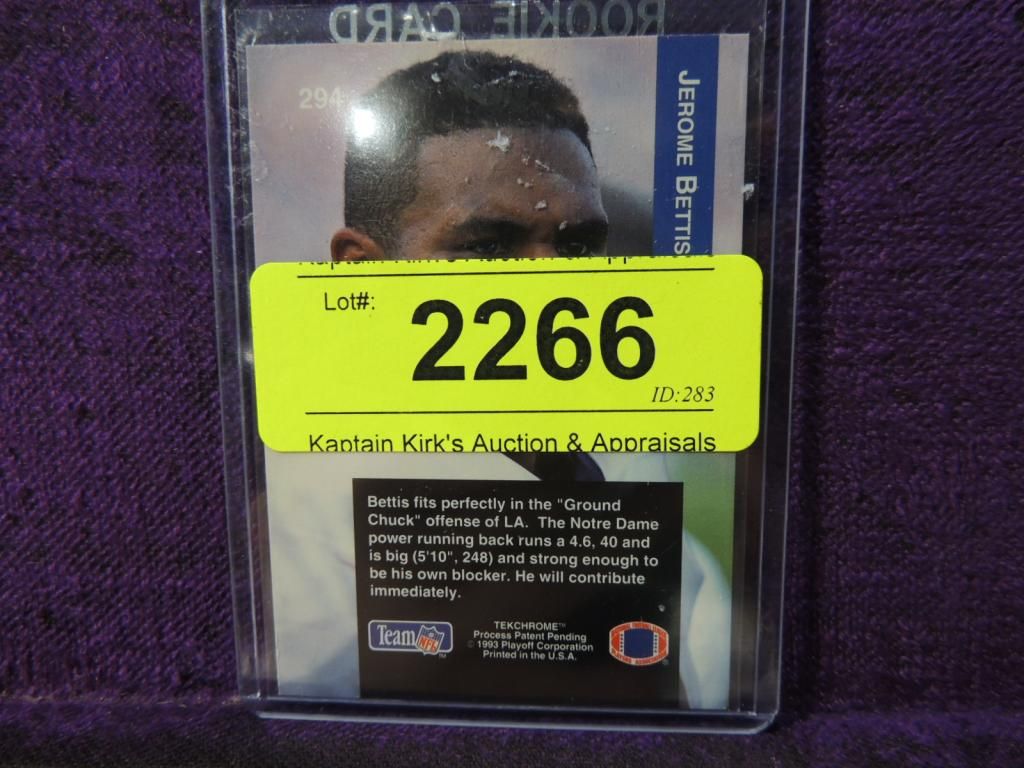 ROOKIE CARD
294
JEROME BETTIS
Lot#:
2266
ID:283
Kaptain Kirk's Auction & Appraisals
Bettis fits perfectly in the "Ground
Chuck" offense of LA. The Notre Dame
power running back runs a 4.6, 40 and
is big (5'10", 248) and strong enough to
be his own blocker. He will contribute
immediately.
Team NFL TM
TEKCHROME™
Process Patent Pending
© 1993 Playoff Corporation
Printed in the U.S.A.